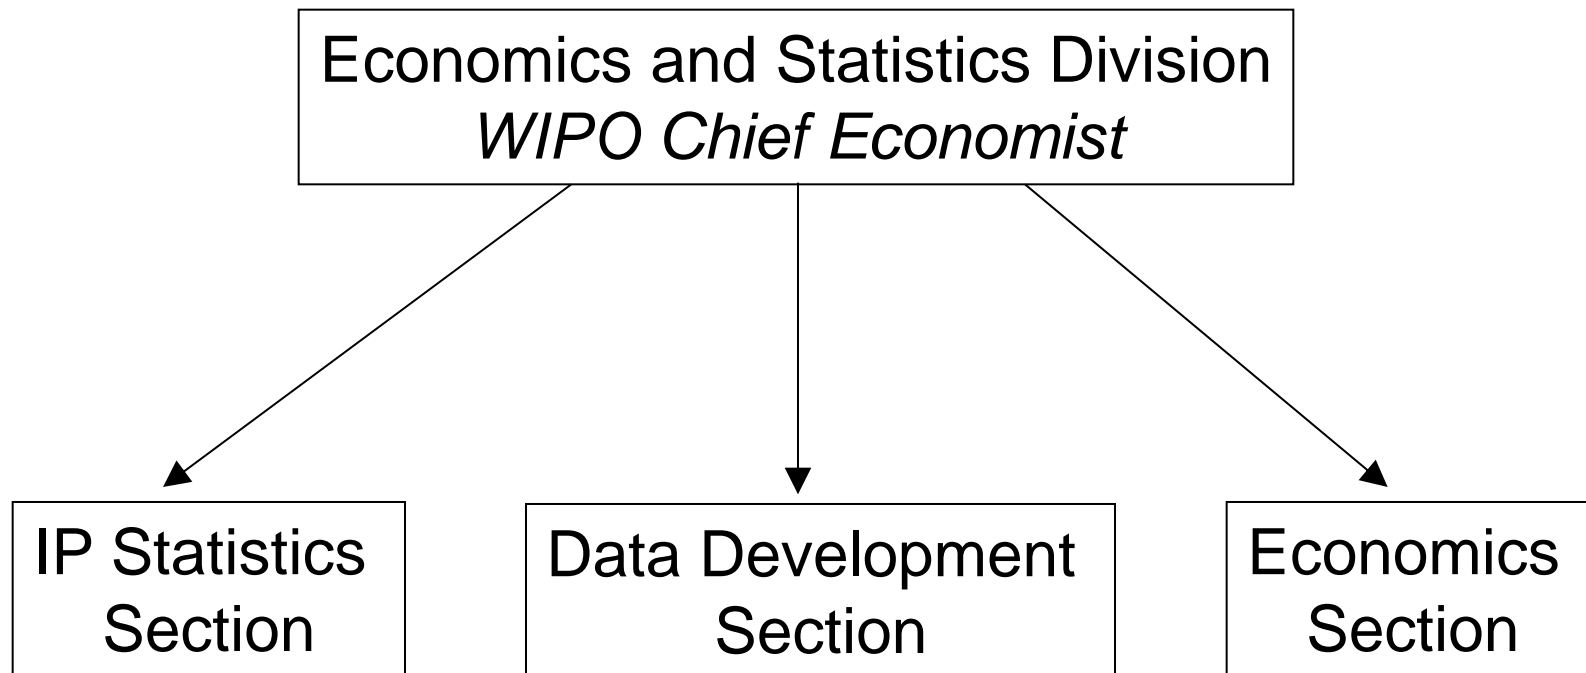 Economics and Statistics Division
WIPO Chief Economist
IP Statistics
Section
Data Development
Section
Economics
Section